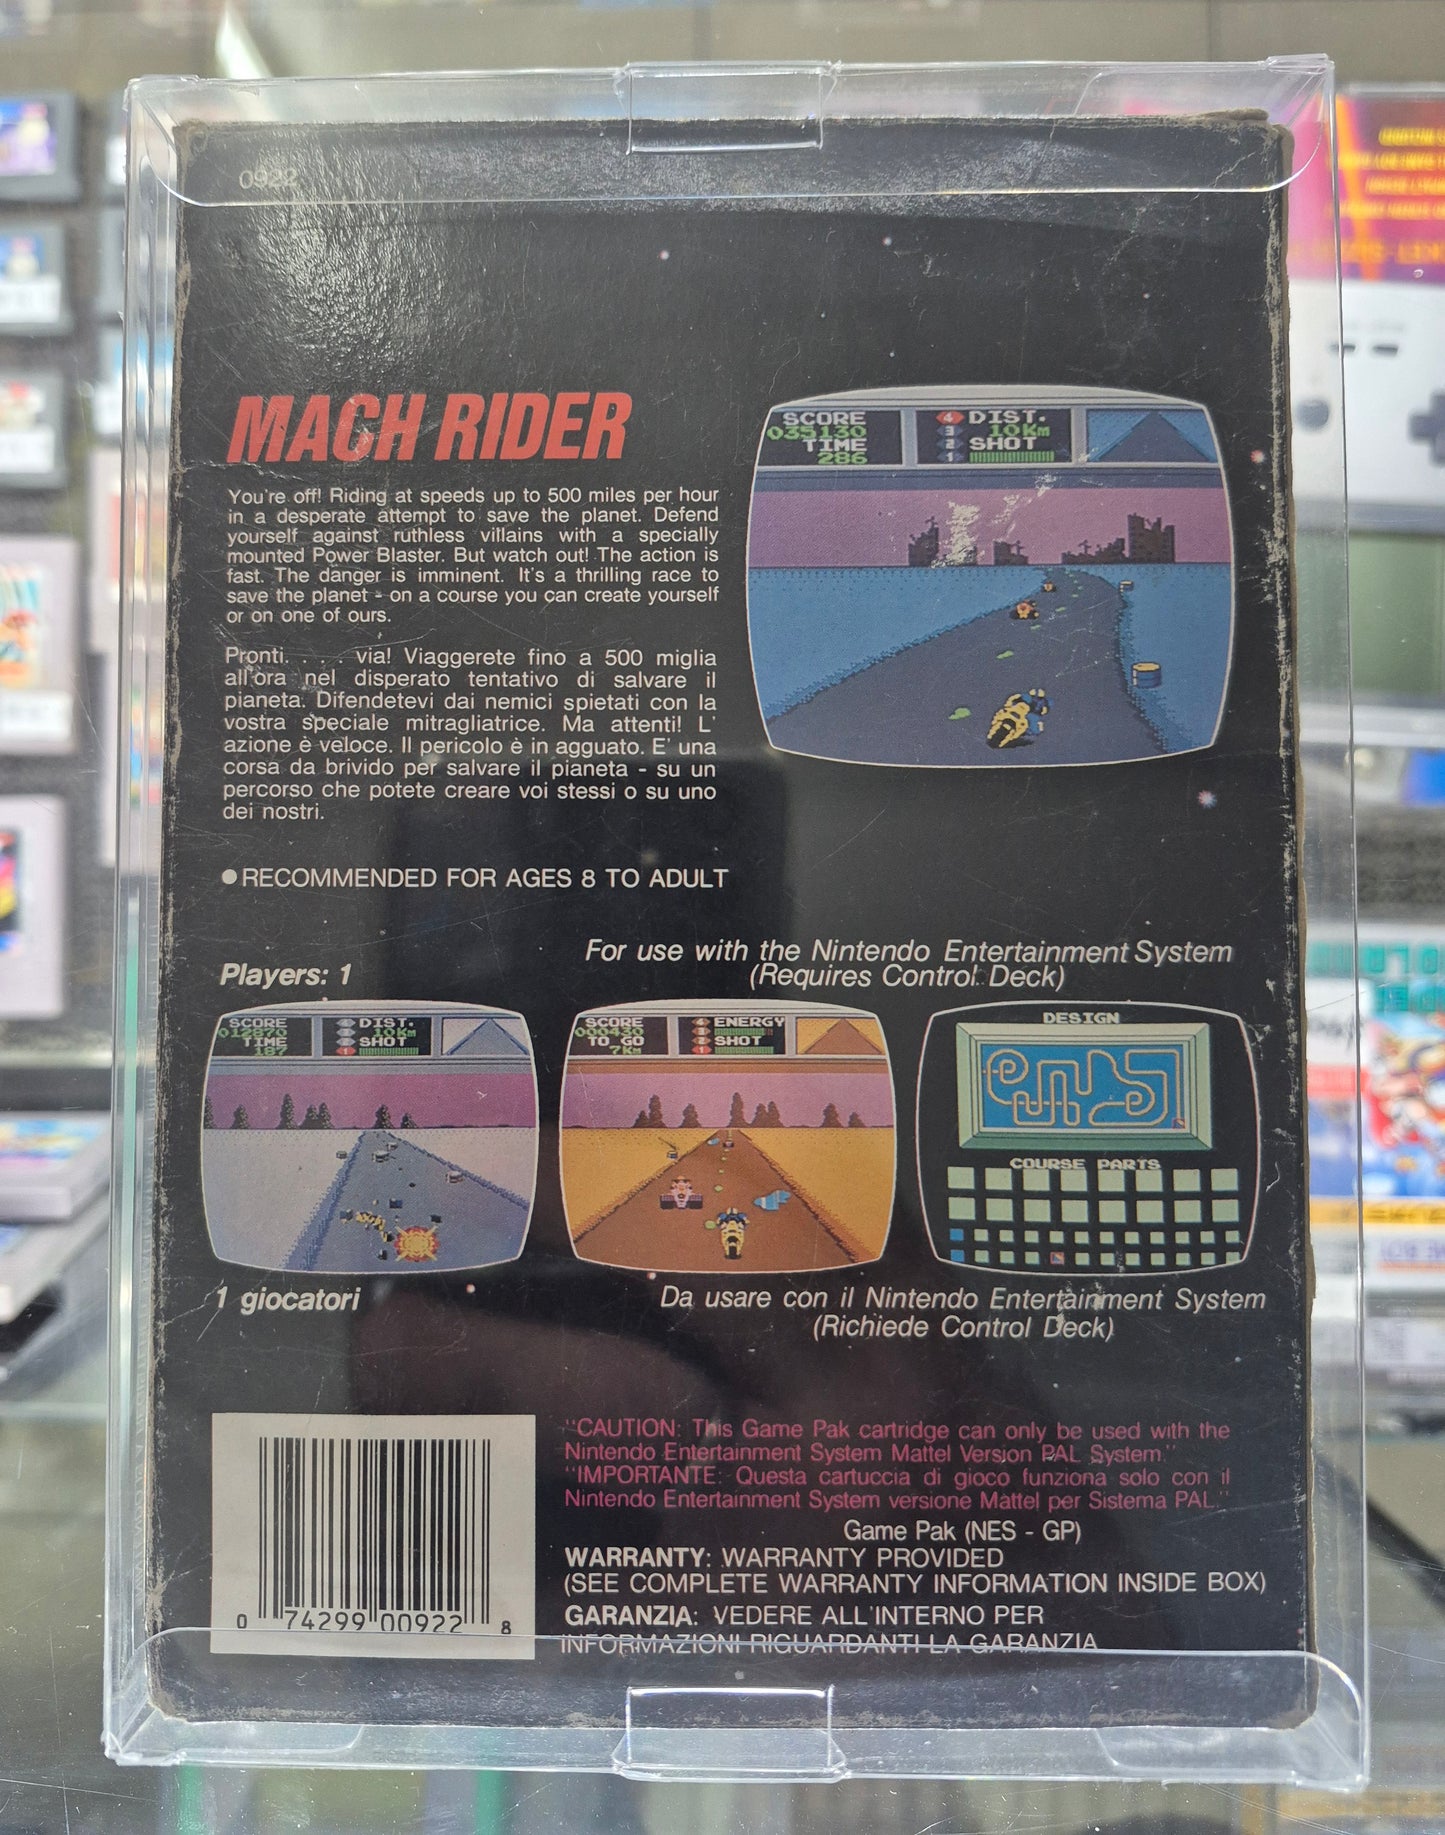 0922
MACH RIDER
You're off! Riding at speeds up to 500 miles per hour
in a desperate attempt to save the planet. Defend
yourself against ruthless villains with a specially
mounted Power Blaster. But watch out! The action is
fast. The danger is imminent. It's a thrilling race to
save the planet - on a course you can create yourself
or on one of ours.
Pronti. . . . via! Viaggerete fino a 500 miglia
all'ora nel disperato tentativo di salvare il
pianeta. Difendetevi dai nemici spietati con la
vostra speciale mitragliatrice. Ma attenti! L'
azione è veloce. Il pericolo è in agguato. E' una
corsa da brivido per salvare il pianeta - su un
percorso che potete creare voi stessi o su uno
dei nostri.
SCORE
035130
TIME
286
4 DIST.
3 10Km
2 SHOT
1
● RECOMMENDED FOR AGES 8 TO ADULT
Players: 1
For use with the Nintendo Entertainment System
(Requires Control Deck)
SCORE
TIME
187
DIST.
10Km
SHOT
1
SCORE
000430
TO GO
7Km
4 ENERGY
3
2 SHOT
1
DESIGN
COURSE PARTS
1 giocatori
Da usare con il Nintendo Entertainment System
(Richiede Control Deck)
0 74299 00922 8
"CAUTION: This Game Pak cartridge can only be used with the
Nintendo Entertainment System Mattel Version PAL System."
"IMPORTANTE: Questa cartuccia di gioco funziona solo con il
Nintendo Entertainment System versione Mattel per Sistema PAL."
Game Pak (NES - GP)
WARRANTY: WARRANTY PROVIDED
(SEE COMPLETE WARRANTY INFORMATION INSIDE BOX)
GARANZIA: VEDERE ALL'INTERNO PER
INFORMAZIONI RIGUARDANTI LA GARANZIA